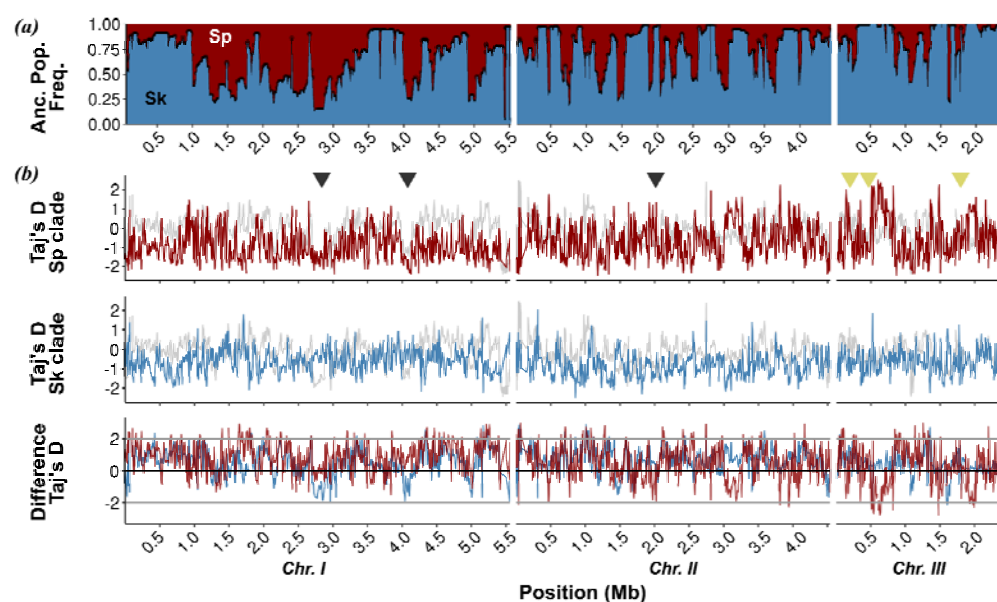 (a)
Anc. Pop.
Freq.
1.00
0.75
0.50
0.25
0.00
Sp
Sk
0.5 1.0 1.5 2.0 2.5 3.0 3.5 4.0 4.5 5.0 5.5
0.5 1.0 1.5 2.0 2.5 3.0 3.5 4.0
0.5 1.0 1.5 2.0
(b)
Taj's D
Sp clade
2
1
0
-1
-2
Taj's D
Sk clade
2
1
0
-1
-2
Difference
Taj's D
2
0
-2
0.5 1.0 1.5 2.0 2.5 3.0 3.5 4.0 4.5 5.0 5.5
0.5 1.0 1.5 2.0 2.5 3.0 3.5 4.0
0.5 1.0 1.5 2.0
Chr. I Chr. II Chr. III
Position (Mb)